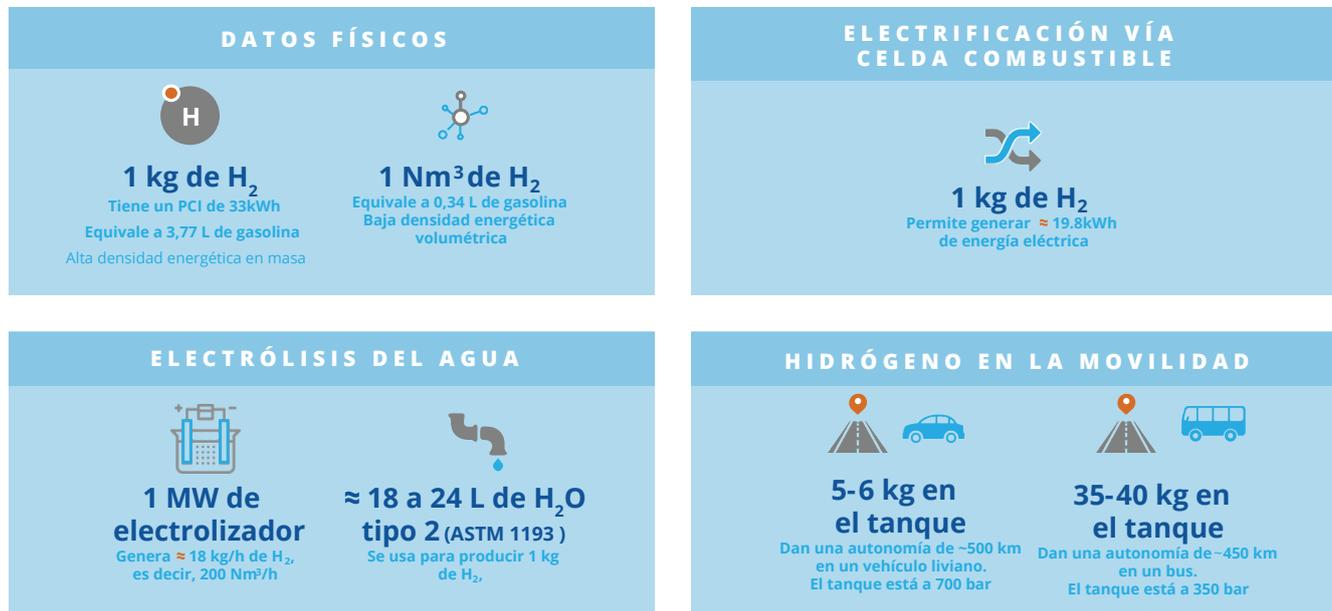 DATOS FÍSICOS
H
1 kg de H2
Tiene un PCI de 33kWh
Equivale a 3,77 L de gasolina
Alta densidad energética en masa
1 Nm³ de H2
Equivale a 0,34 L de gasolina
Baja densidad energética
volumétrica
ELECTRIFICACIÓN VÍA
CELDA COMBUSTIBLE
1 kg de H2
Permite generar ≈ 19.8kWh
de energía eléctrica
ELECTRÓLISIS DEL AGUA
1 MW de
electrolizador
Genera ≈ 18 kg/h de H2,
es decir, 200 Nm³/h
≈ 18 a 24 L de H2O
tipo 2 (ASTM 1193 )
Se usa para producir 1 kg
de H2,
HIDRÓGENO EN LA MOVILIDAD
5-6 kg en
el tanque
Dan una autonomía de ~500 km
en un vehículo liviano.
El tanque está a 700 bar
35-40 kg en
el tanque
Dan una autonomía de ~450 km
en un bus.
El tanque está a 350 bar